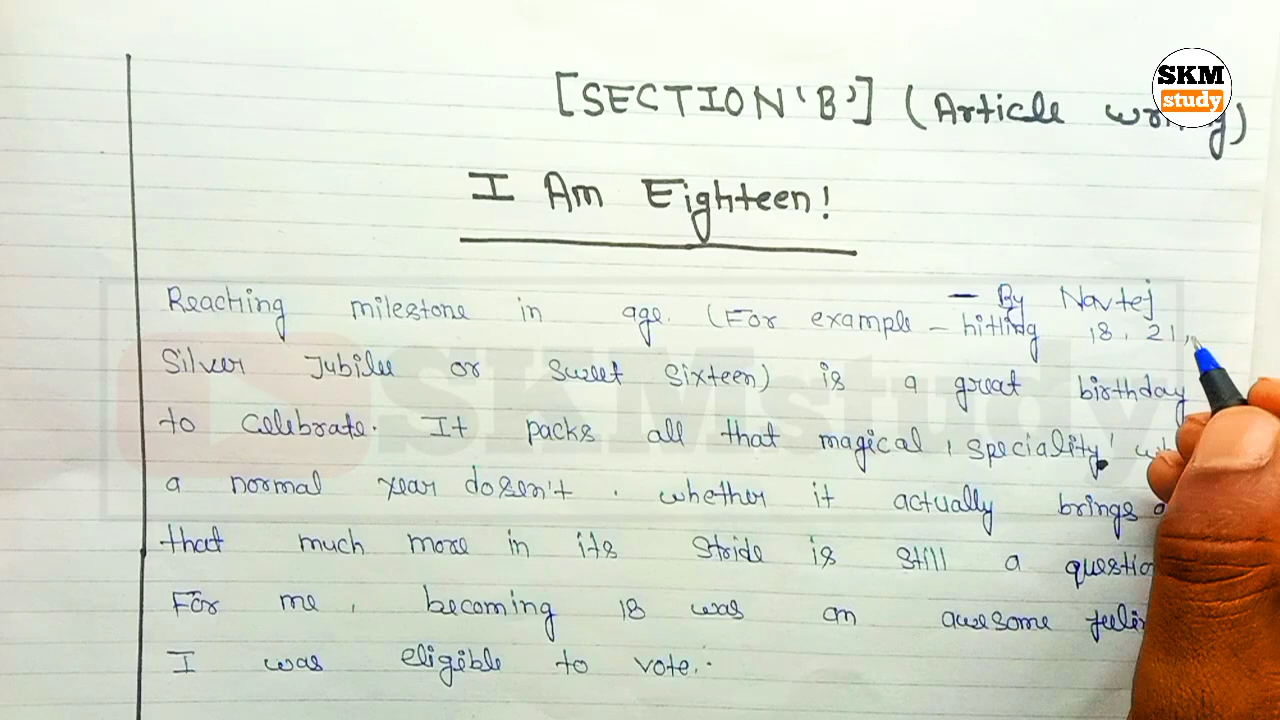 SKM
study
[SECTION 'B'] (Article
I Am Eighteen!
- By Navtej
Reaching milestone in age. (For example - hitting 18, 21,
Silver Jubilee or sweet sixteen) is a great birthday
to celebrate. It packs all that magical 'speciality'
a normal year dosen't. whether it actually brings
that much more in its stride is still a
For me, becoming 18 was an awesome
I was eligible to vote.
SKMstudy